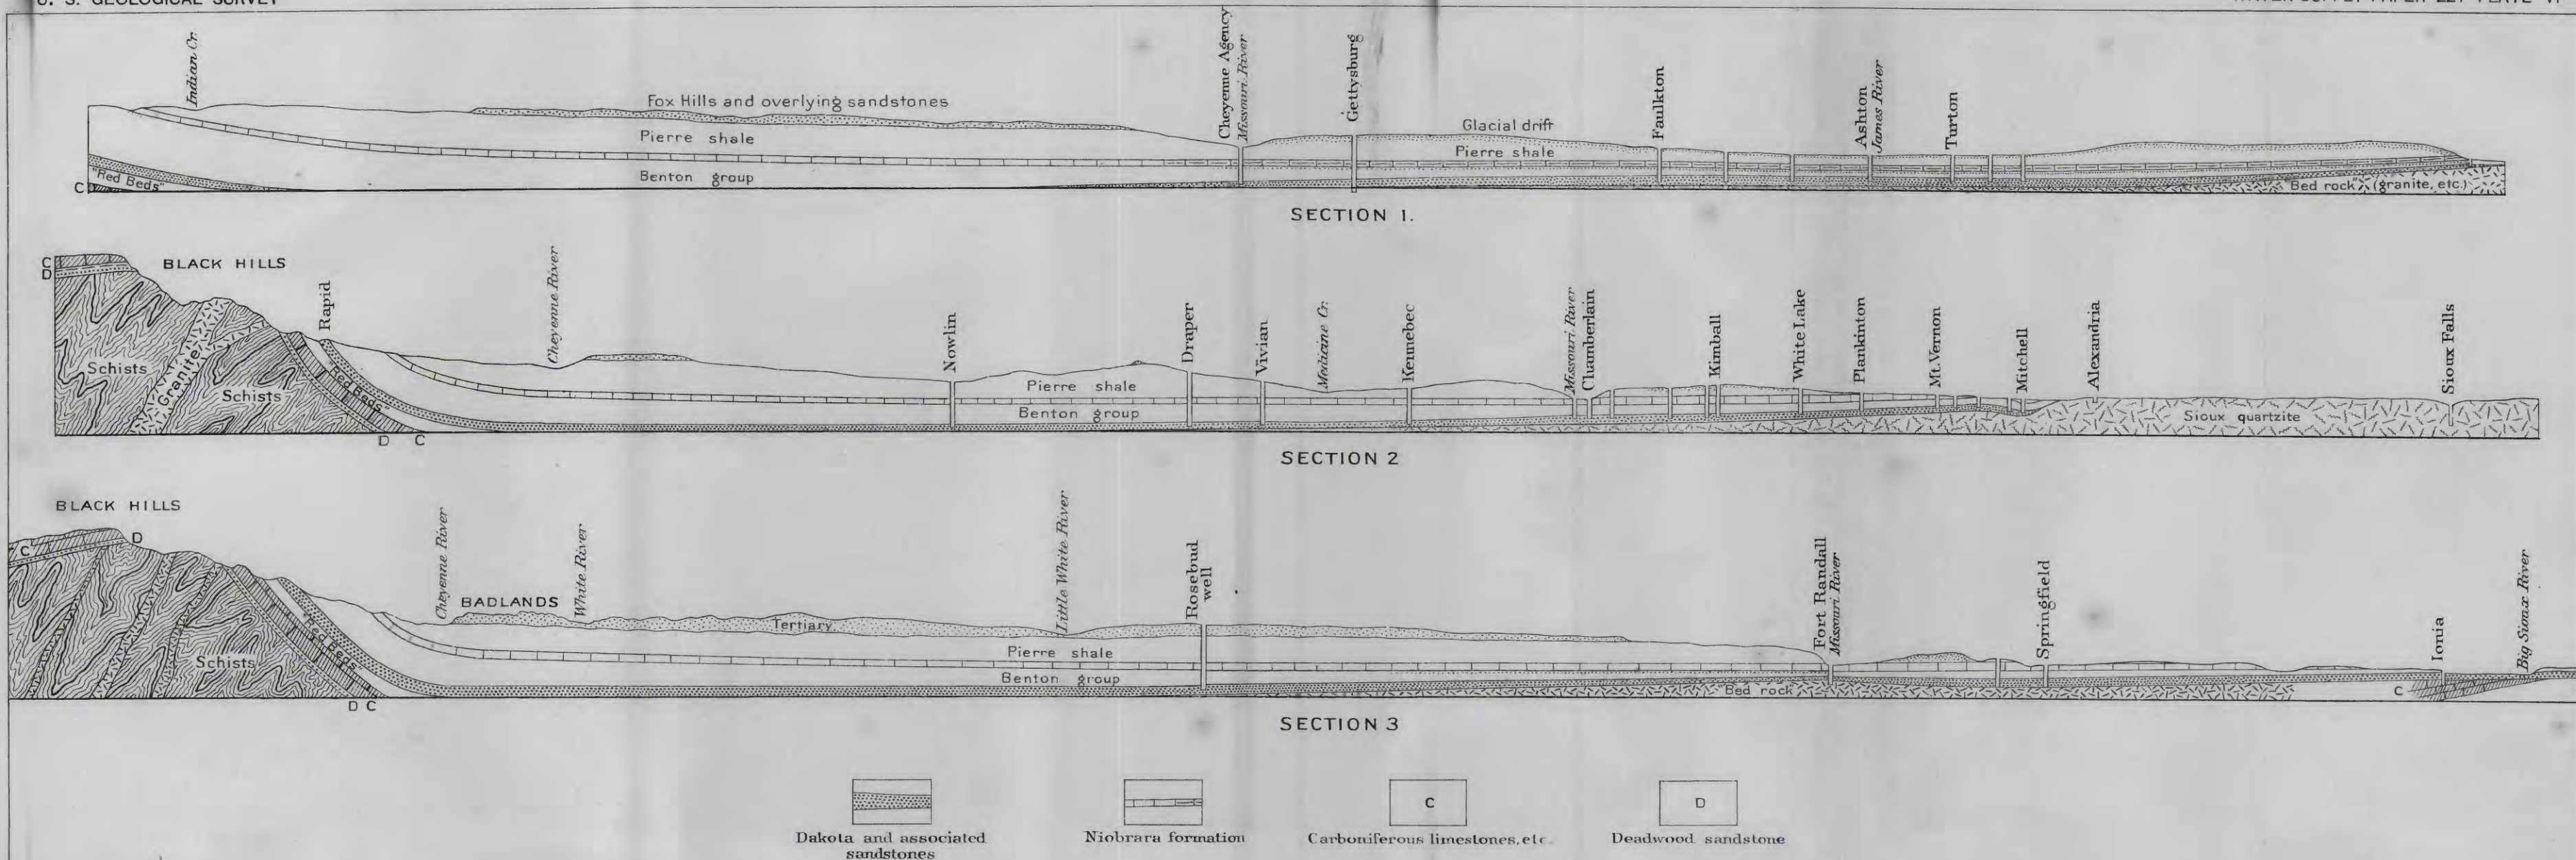 U. S. GEOLOGICAL SURVEY
WATER-SUPPLY PAPER 227 PLATE VI
Indian Cr.
Cheyenne Agency
Missouri River
Gettysburg
Faulkton
Ashton
James River
Turton
Fox Hills and overlying sandstones
Glacial drift
Pierre shale
Pierre shale
"Red Beds"
Benton group
"Bed rock" (granite, etc.)
C
SECTION 1.
C
D
BLACK HILLS
Rapid
Cheyenne River
Nowlin
Draper
Vivian
Medicine Cr.
Kennebec
Missouri River
Chamberlain
Kimball
White Lake
Plankinton
Mt. Vernon
Mitchell
Alexandria
Sioux Falls
Schists
Granite
Schists
"Red Beds"
Pierre shale
Benton group
Sioux quartzite
D C
SECTION 2
BLACK HILLS
C
D
Cheyenne River
BADLANDS
White River
Little White River
Rosebud
well
Fort Randall
Missouri River
Springfield
Ionia
Big Sioux River
Tertiary
Schists
"Red Beds"
Pierre shale
Benton group
"Bed rock"
C
D C
SECTION 3
C
D
Dakota and associated
sandstones
Niobrara formation
Carboniferous limestones, etc.
Deadwood sandstone